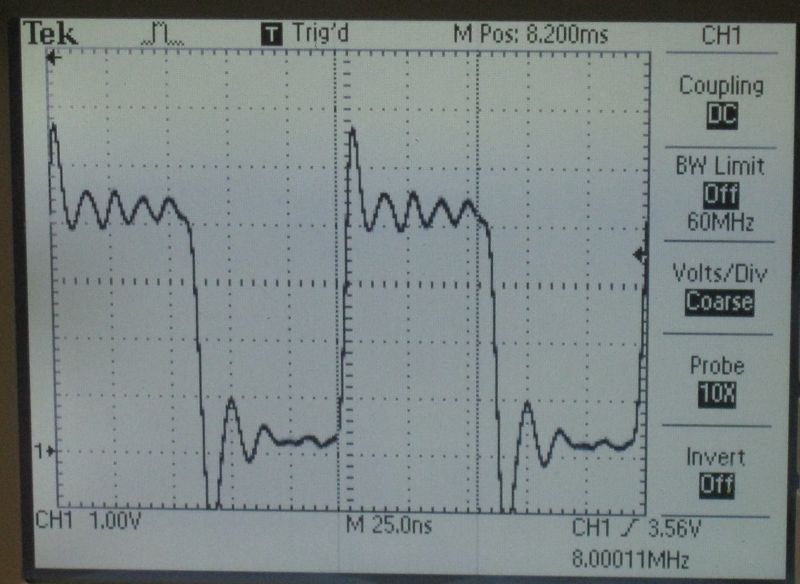 Tek T Trig'd M Pos: 8.200ms CH1
Coupling
DC
BW Limit
Off
60MHz
Volts/Div
Coarse
Probe
10X
Invert
Off
1
CH1 1.00V M 25.0ns CH1 3.56V
8.00011MHz